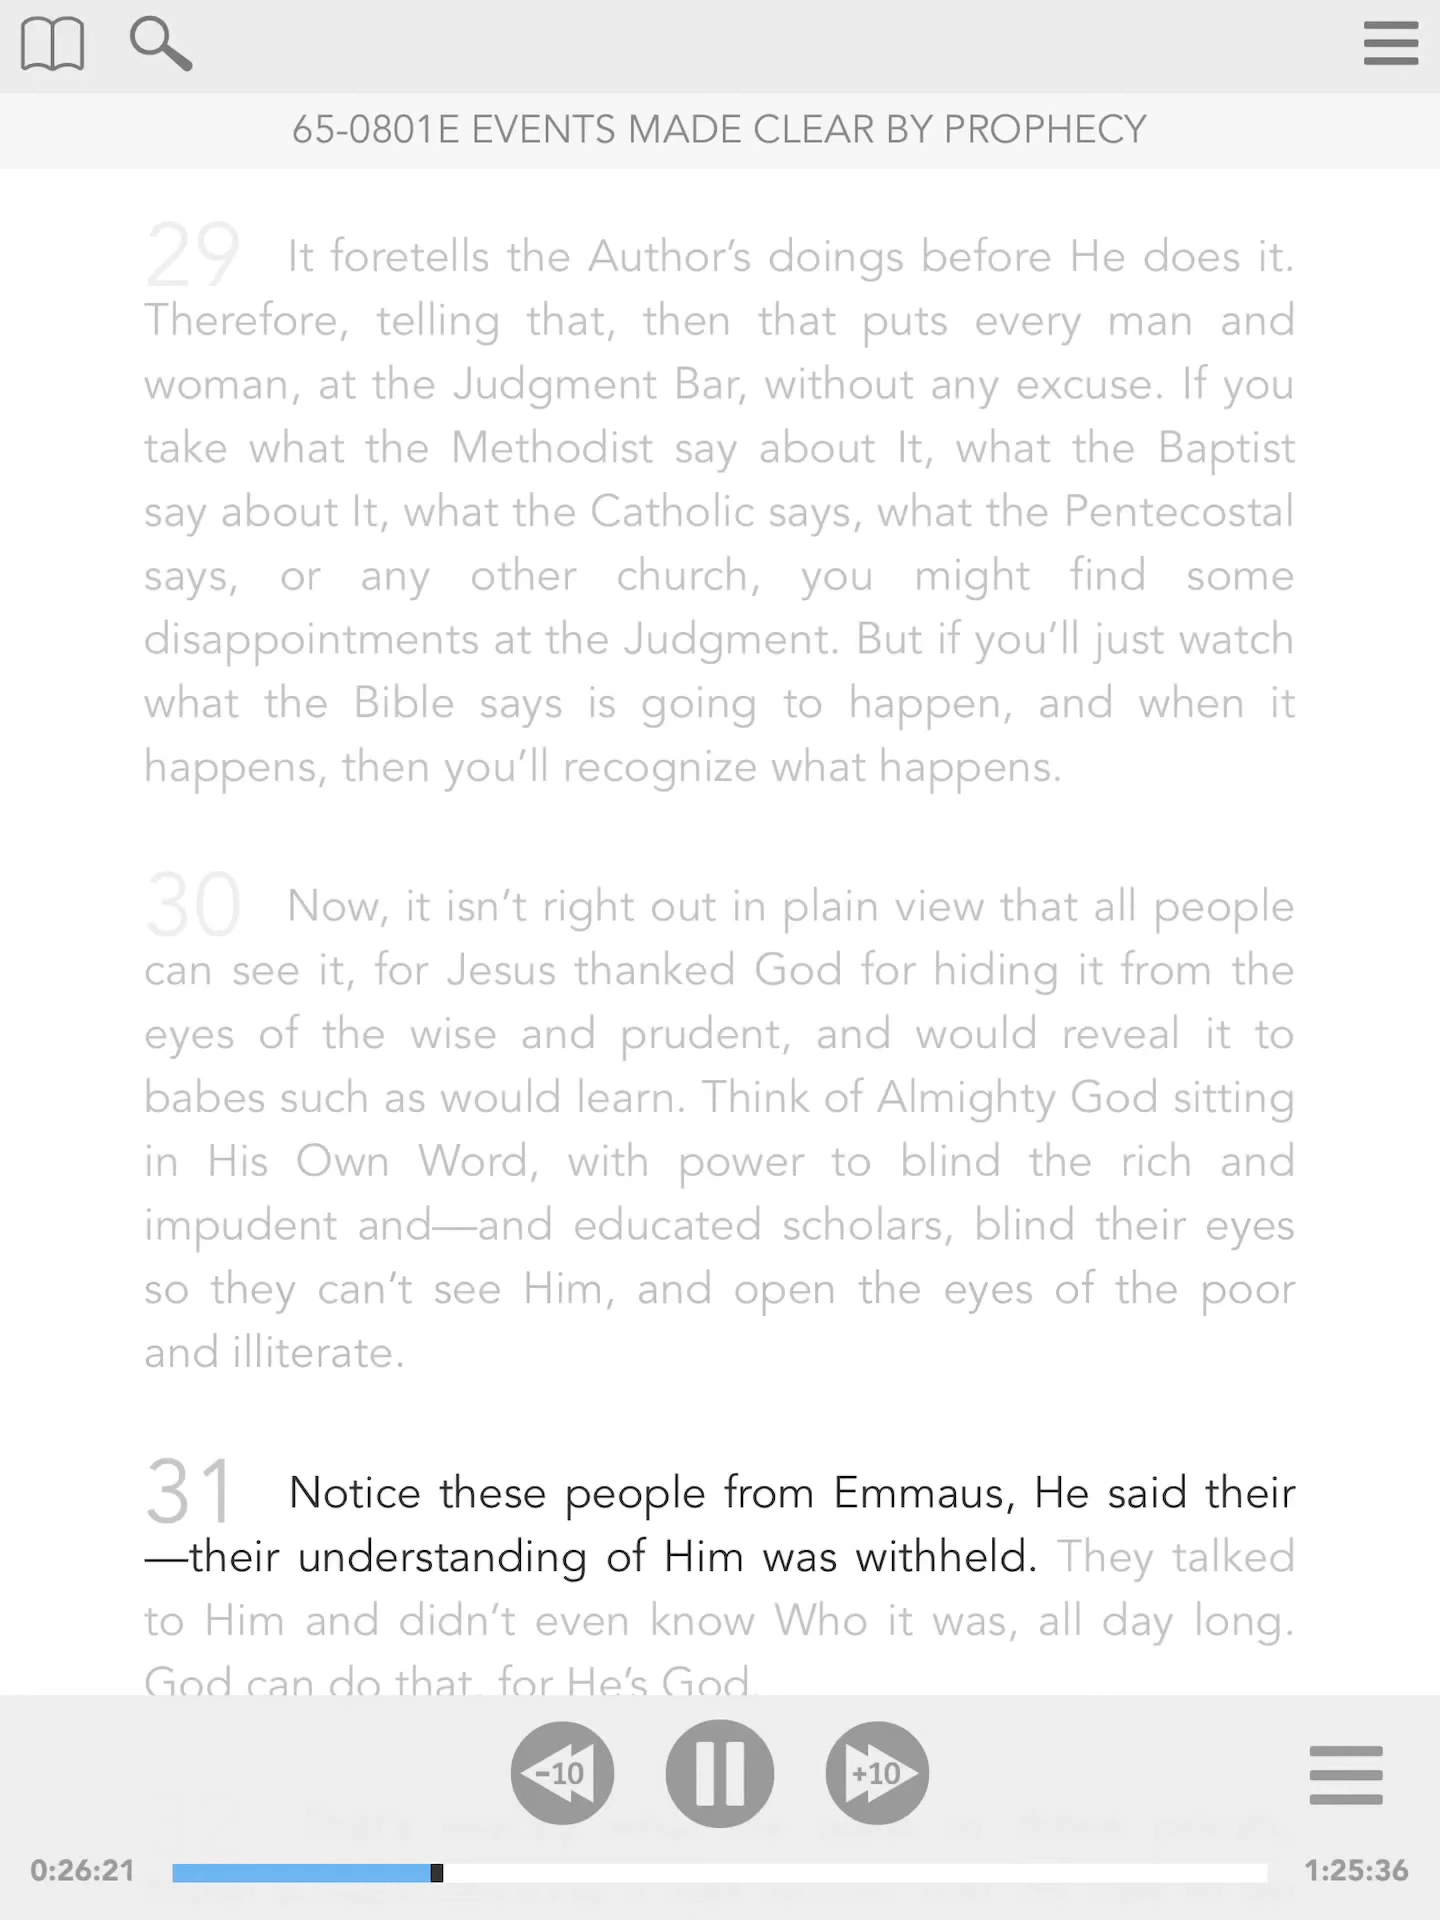 65-0801E EVENTS MADE CLEAR BY PROPHECY
29 It foretells the Author’s doings before He does it.
Therefore, telling that, then that puts every man and
woman, at the Judgment Bar, without any excuse. If you
take what the Methodist say about It, what the Baptist
say about It, what the Catholic says, what the Pentecostal
says, or any other church, you might find some
disappointments at the Judgment. But if you’ll just watch
what the Bible says is going to happen, and when it
happens, then you’ll recognize what happens.
30 Now, it isn’t right out in plain view that all people
can see it, for Jesus thanked God for hiding it from the
eyes of the wise and prudent, and would reveal it to
babes such as would learn. Think of Almighty God sitting
in His Own Word, with power to blind the rich and
impudent and—and educated scholars, blind their eyes
so they can’t see Him, and open the eyes of the poor
and illiterate.
31 Notice these people from Emmaus, He said their
—their understanding of Him was withheld. They talked
to Him and didn’t even know Who it was, all day long.
God can do that, for He’s God.
-10 +10
0:26:21 1:25:36